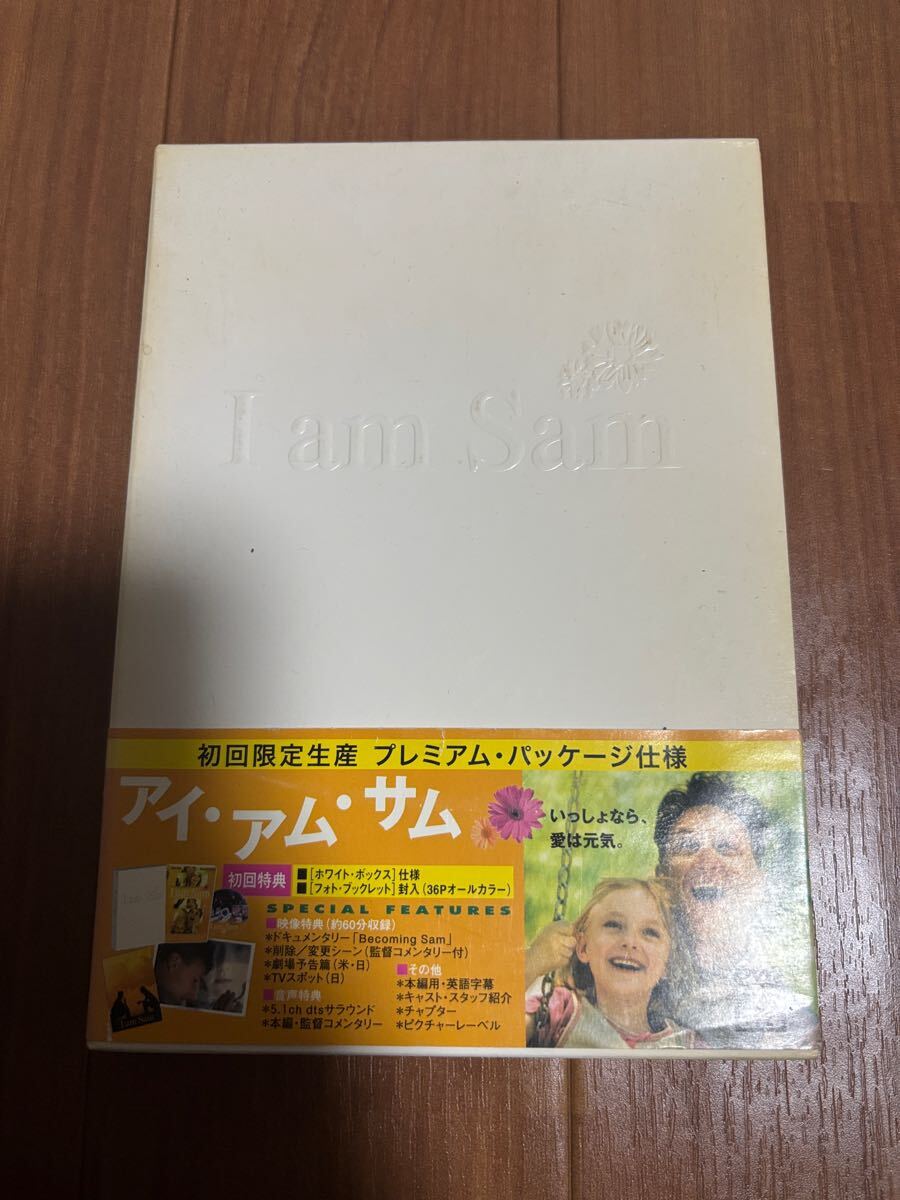 I am Sam
初回限定生産 プレミアム・パッケージ仕様
アイ・アム・サム
いっしょなら、
愛は元気。
初回特典
■[ホワイト・ボックス]仕様
■[フォト・ブックレット]封入(36Pオールカラー)
SPECIAL FEATURES
■映像特典(約60分収録)
*ドキュメンタリー「Becoming Sam」
*削除/変更シーン(監督コメンタリー付)
*劇場予告篇(米・日)
*TVスポット(日)
■音声特典
*5.1ch dtsサラウンド
*本編・監督コメンタリー
■その他
*本編用・英語字幕
*キャスト・スタッフ紹介
*チャプター
*ピクチャーレーベル
I am Sam
I am Sam